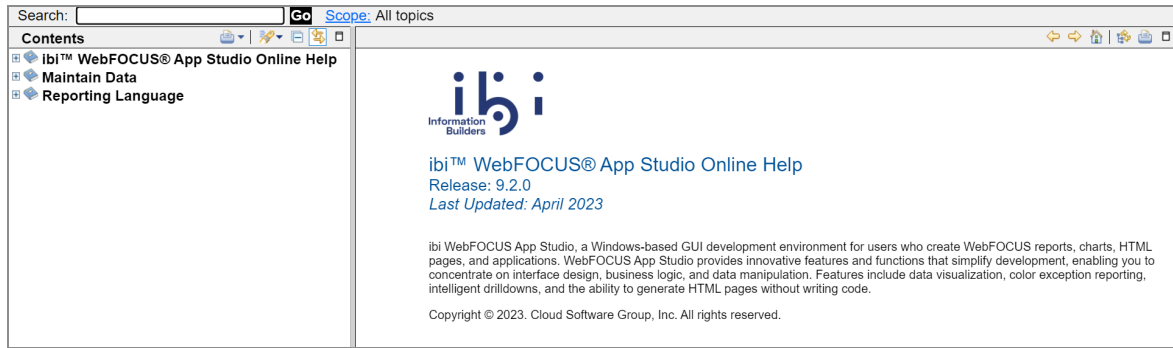 Search: Go Scope: All topics
Contents
ibi™ WebFOCUS® App Studio Online Help
Maintain Data
Reporting Language
ibi
Information
Builders
ibi™ WebFOCUS® App Studio Online Help
Release: 9.2.0
Last Updated: April 2023
ibi WebFOCUS App Studio, a Windows-based GUI development environment for users who create WebFOCUS reports, charts, HTML
pages, and applications. WebFOCUS App Studio provides innovative features and functions that simplify development, enabling you to
concentrate on interface design, business logic, and data manipulation. Features include data visualization, color exception reporting,
intelligent drilldowns, and the ability to generate HTML pages without writing code.
Copyright © 2023. Cloud Software Group, Inc. All rights reserved.